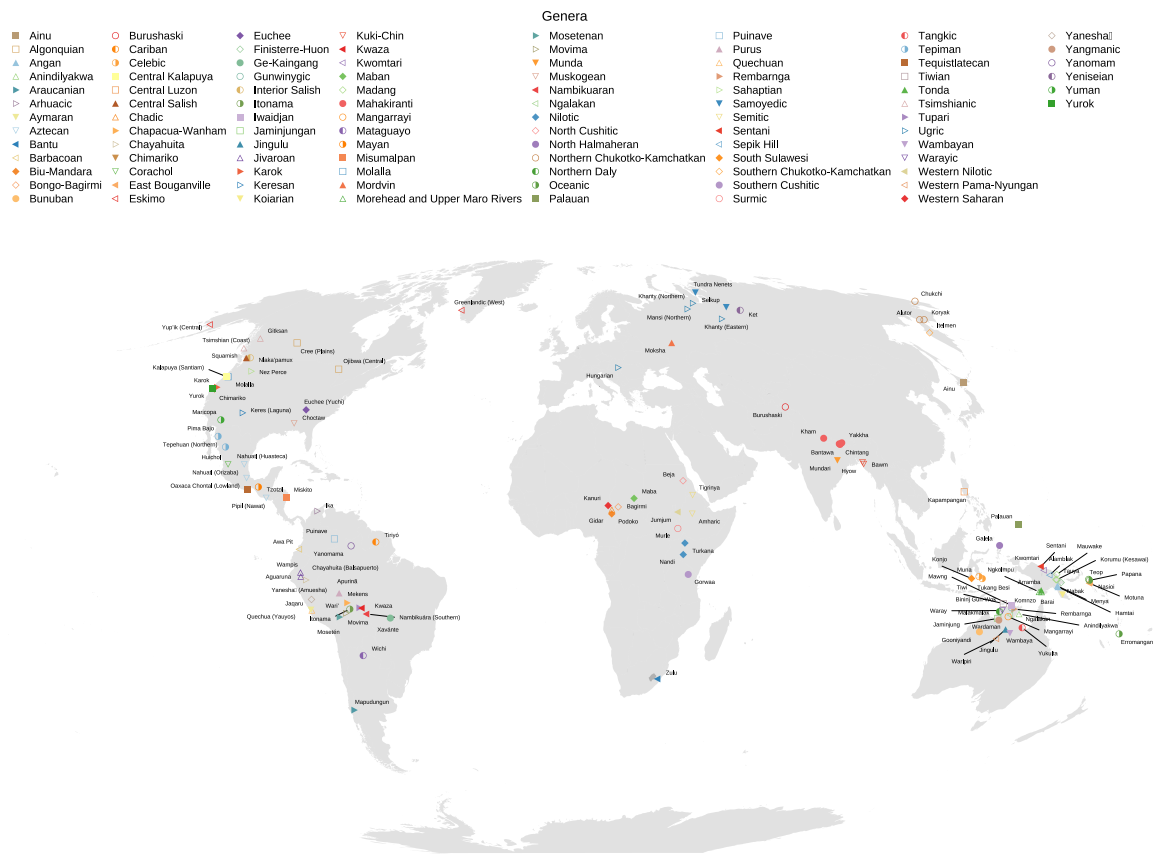 Genera
Ainu
Algonquian
Angan
Anindilyakwa
Araucanian
Arhuacic
Aymaran
Aztecan
Bantu
Barbacoan
Biu-Mandara
Bongo-Bagirmi
Bunuban
Burushaski
Cariban
Celebic
Central Kalapuya
Central Luzon
Central Salish
Chadic
Chapacua-Wanham
Chayahuita
Chimariko
Corachol
East Bouganville
Eskimo
Euchee
Finisterre-Huon
Ge-Kaingang
Gunwinygic
Interior Salish
Itonama
Iwaidjan
Jaminjungan
Jingulu
Jivaroan
Karok
Keresan
Koiarian
Kuki-Chin
Kwaza
Kwomtari
Maban
Madang
Mahakiranti
Mangarrayi
Mataguayo
Mayan
Misumalpan
Molalla
Mordvin
Morehead and Upper Maro Rivers
Mosetenan
Movima
Munda
Muskogean
Nambikuaran
Ngalakan
Nilotic
North Cushitic
North Halmaheran
Northern Chukotko-Kamchatkan
Northern Daly
Oceanic
Palauan
Puinave
Purus
Quechuan
Rembarnga
Sahaptian
Samoyedic
Semitic
Sentani
Sepik Hill
South Sulawesi
Southern Chukotko-Kamchatkan
Southern Cushitic
Surmic
Tangkic
Tepiman
Tequistlatecan
Tiwian
Tonda
Tsimshianic
Tupari
Ugric
Wambayan
Warayic
Western Nilotic
Western Pama-Nyungan
Western Saharan
Yanesha
Yangmanic
Yanomam
Yeniseian
Yuman
Yurok
Tundra Nenets
Khanty (Northern)
Selkup
Mansi (Northern)
Ket
Khanty (Eastern)
Chukchi
Alutor
Koryak
Itelmen
Greenlandic (West)
Yup'ik (Central)
Gitksan
Tsimshian (Coast)
Cree (Plains)
Squamish
Nlaka'pamux
Ojibwa (Central)
Kalapuya (Santiam)
Nez Perce
Moksha
Hungarian
Karok
Molalla
Yurok
Chimariko
Ainu
Euchee (Yuchi)
Maricopa
Keres (Laguna)
Choctaw
Burushaski
Pima Bajo
Tepehuan (Northern)
Kham
Yakkha
Huichol
Nahuatl (Huasteca)
Bantawa
Chintang
Nahuatl (Orizaba)
Mundari
Hyow
Bawm
Beja
Oaxaca Chontal (Lowland)
Tzotzil
Miskito
Kanuri
Maba
Tigrinya
Kapampangan
Pipil (Nawat)
Ika
Bagirmi
Gidar
Podoko
Jumjum
Amharic
Palauan
Puinave
Tiriyó
Murle
Awa Pit
Yanomama
Turkana
Galela
Sentani
Mauwake
Nandi
Kwomtari
Alamblak
Korumu (Kesawai)
Wampis
Chayahuita (Balsapuerto)
Konjo
Muna
Ngkolmpu
Teop
Papana
Aguaruna
Gorwaa
Mawng
Tiwi
Tukang Besi
Arramba
Nasioi
Yanesha: (Amuesha)
Apurinã
Mekens
Menya
Motuna
Jaqaru
Wari'
Kwaza
Komnzo
Barai
Hamtai
Quechua (Yauyos)
Itonama
Movima
Nambikuára (Southern)
Waray
Malakmalak
Rembarnga
Mosetén
Xavánte
Jaminjung
Wardaman
Ngalakan
Anindilyakwa
Gooniyandi
Mangarrayi
Erromangan
Wambaya
Jingulu
Yukulta
Warlpiri
Wichí
Zulu
Mapudungun